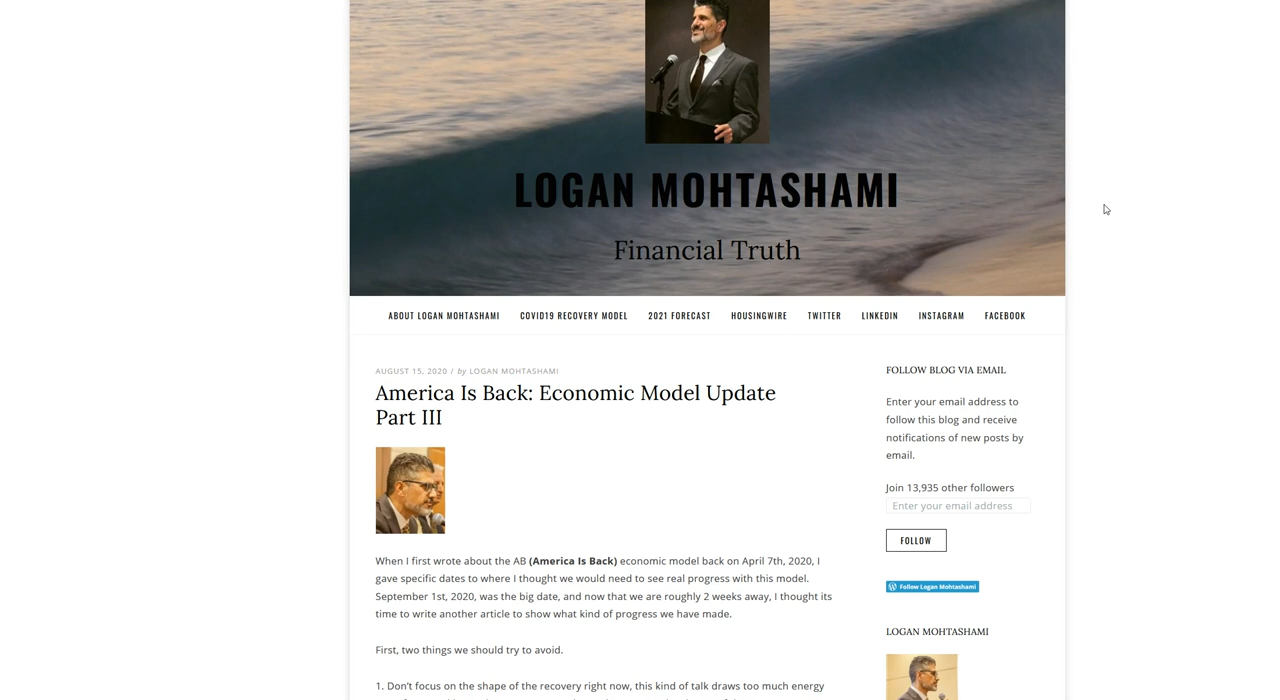 LOGAN MOHTASHAMI
Financial Truth
ABOUT LOGAN MOHTASHAMI COVID19 RECOVERY MODEL 2021 FORECAST HOUSINGWIRE TWITTER LINKEDIN INSTAGRAM FACEBOOK
AUGUST 15, 2020 / by LOGAN MOHTASHAMI
America Is Back: Economic Model Update
Part III
When I first wrote about the AB (America Is Back) economic model back on April 7th, 2020, I
gave specific dates to where I thought we would need to see real progress with this model.
September 1st, 2020, was the big date, and now that we are roughly 2 weeks away, I thought its
time to write another article to show what kind of progress we have made.
First, two things we should try to avoid.
1. Don’t focus on the shape of the recovery right now, this kind of talk draws too much energy
FOLLOW BLOG VIA EMAIL
Enter your email address to
follow this blog and receive
notifications of new posts by
email.
Join 13,935 other followers
Enter your email address
FOLLOW
Follow Logan Mohtashami
LOGAN MOHTASHAMI